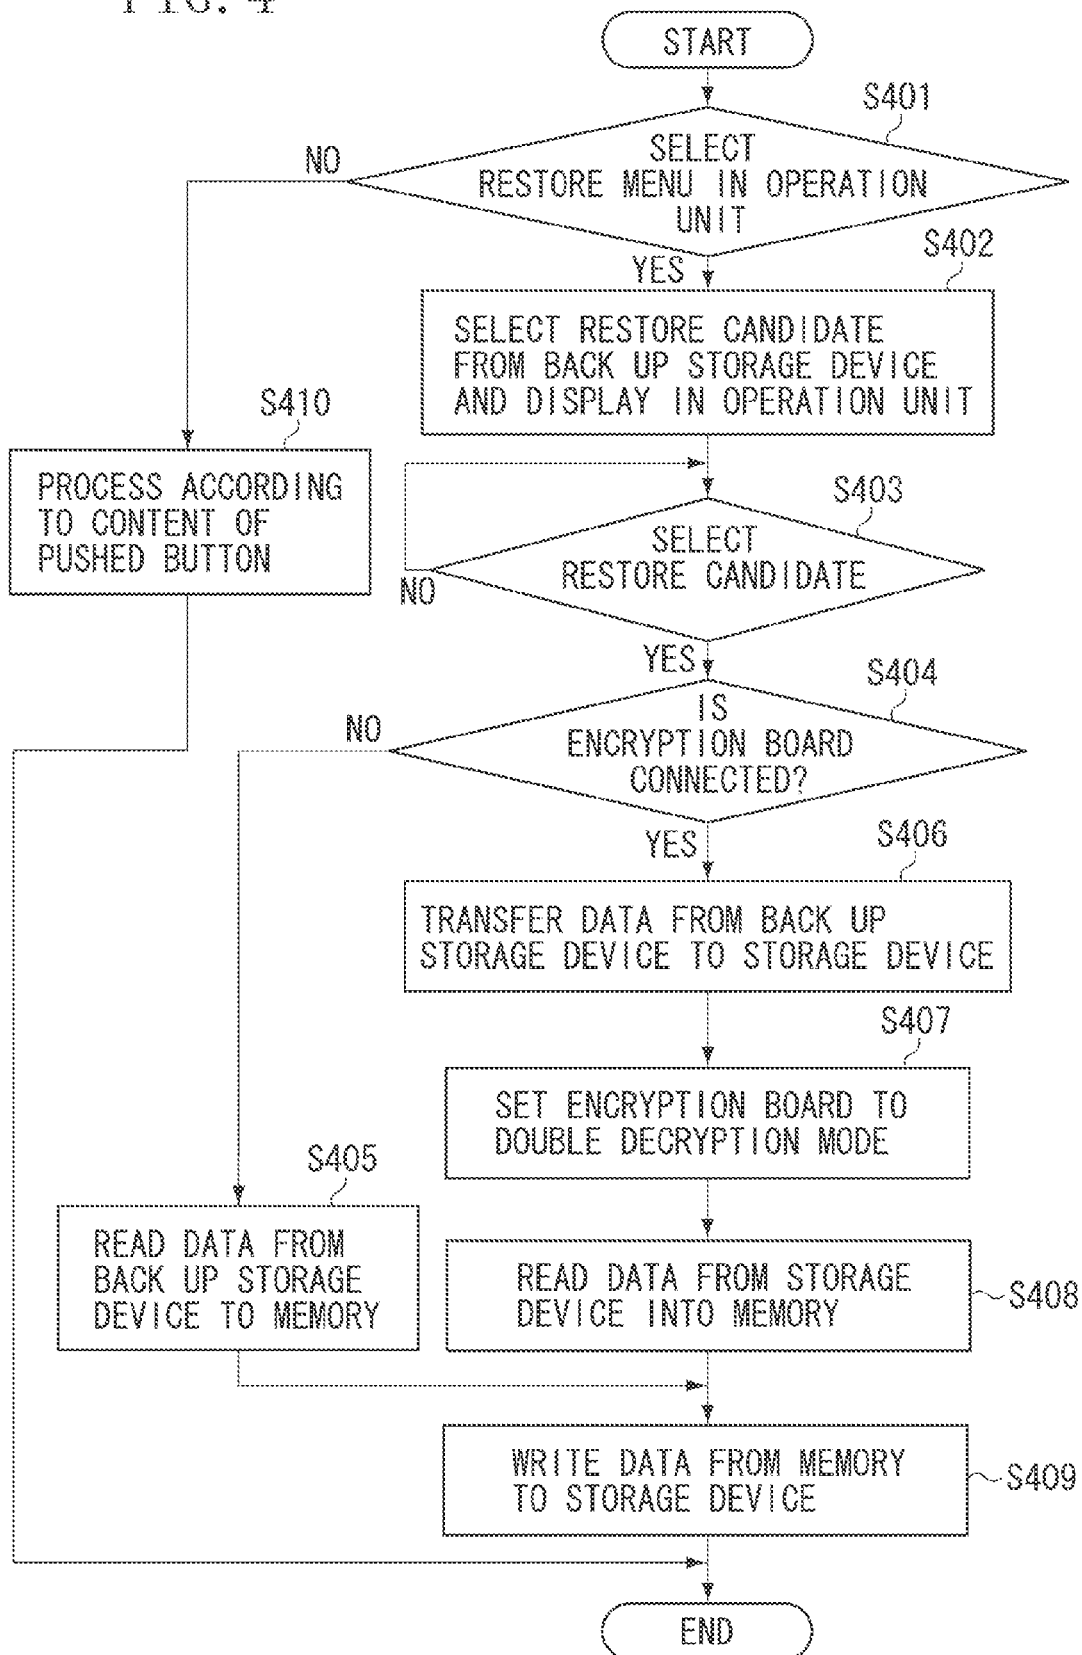 FIG. 4
START
S401
SELECT
RESTORE MENU IN OPERATION
UNIT
NO
YES
S402
SELECT RESTORE CANDIDATE
FROM BACK UP STORAGE DEVICE
AND DISPLAY IN OPERATION UNIT
S410
PROCESS ACCORDING
TO CONTENT OF
PUSHED BUTTON
S403
SELECT
RESTORE CANDIDATE
NO
YES
S404
IS
ENCRYPTION BOARD
CONNECTED?
NO
YES
S406
TRANSFER DATA FROM BACK UP
STORAGE DEVICE TO STORAGE DEVICE
S407
SET ENCRYPTION BOARD TO
DOUBLE DECRYPTION MODE
S405
READ DATA FROM
BACK UP STORAGE
DEVICE TO MEMORY
READ DATA FROM STORAGE
DEVICE INTO MEMORY
S408
WRITE DATA FROM MEMORY
TO STORAGE DEVICE
S409
END